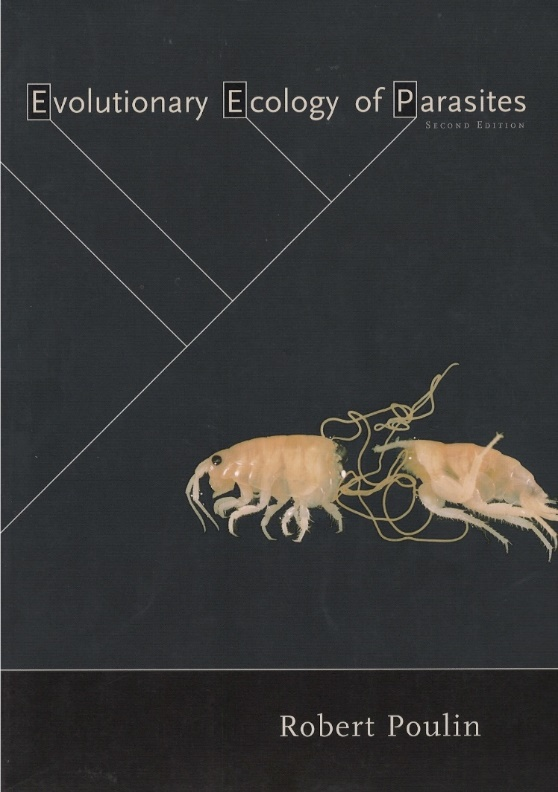 Evolutionary Ecology of Parasites
Second Edition
Robert Poulin